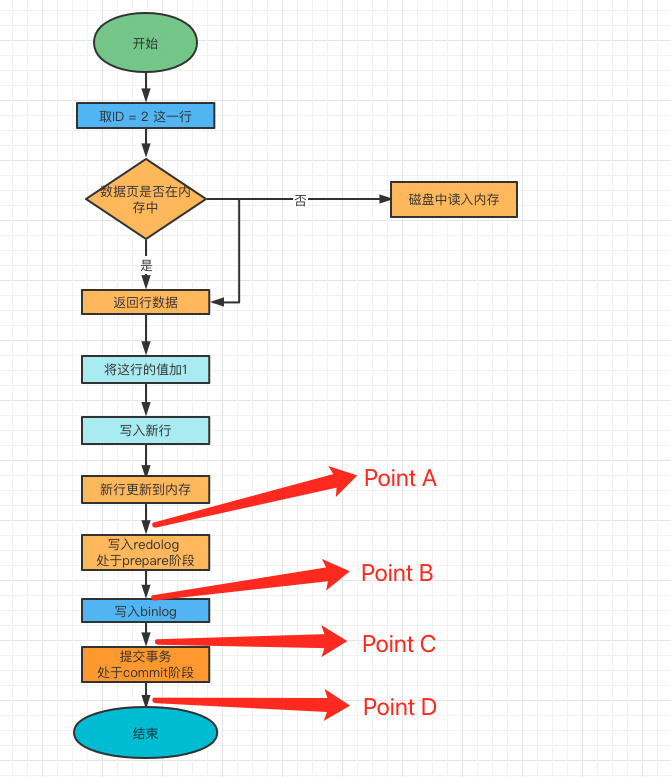 开始
取ID = 2 这一行
数据页是否在内
存中
否
磁盘中读入内存
是
返回行数据
将这行的值加1
写入新行
新行更新到内存
Point A
写入redolog
处于prepare阶段
Point B
写入binlog
Point C
提交事务
处于commit阶段
Point D
结束